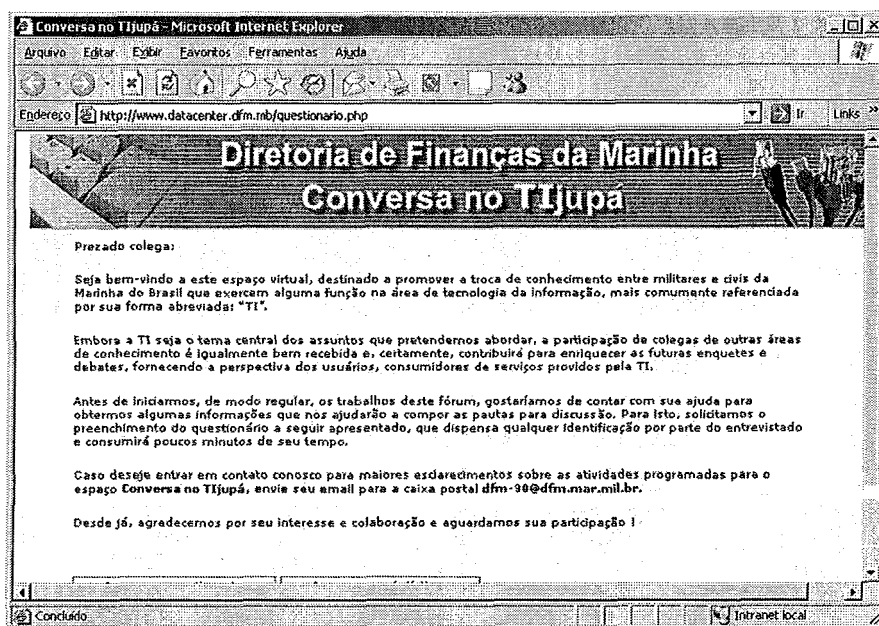 Conversa no TIjupá - Microsoft Internet Explorer
Arquivo Editar Exibir Favoritos Ferramentas Ajuda
Endereço http://www.datacenter.dfm.mb/questionario.php Ir Links »
Diretoria de Finanças da Marinha
Conversa no TIjupá
Prezado colega:
Seja bem-vindo a este espaço virtual, destinado a promover a troca de conhecimento entre militares e civis da
Marinha do Brasil que exercem alguma função na área de tecnologia da informação, mais comumente referenciada
por sua forma abreviada: "TI".
Embora a TI seja o tema central dos assuntos que pretendemos abordar, a participação de colegas de outras áreas
de conhecimento é igualmente bem recebida e, certamente, contribuirá para enriquecer as futuras enquetes e
debates, fornecendo a perspectiva dos usuários, consumidores de serviços providos pela TI.
Antes de iniciarmos, de modo regular, os trabalhos deste fórum, gostaríamos de contar com sua ajuda para
obtermos algumas informações que nos ajudarão a compor as pautas para discussão. Para isto, solicitamos o
preenchimento do questionário a seguir apresentado, que dispensa qualquer identificação por parte do entrevistado
e consumirá poucos minutos de seu tempo.
Caso deseje entrar em contato conosco para maiores esclarecimentos sobre as atividades programadas para o
espaço Conversa no TIjupá, envie seu email para a caixa postal dfm-90@dfm.mar.mil.br.
Desde já, agradecemos por seu interesse e colaboração e aguardamos sua participação !
Concluído Intranet local